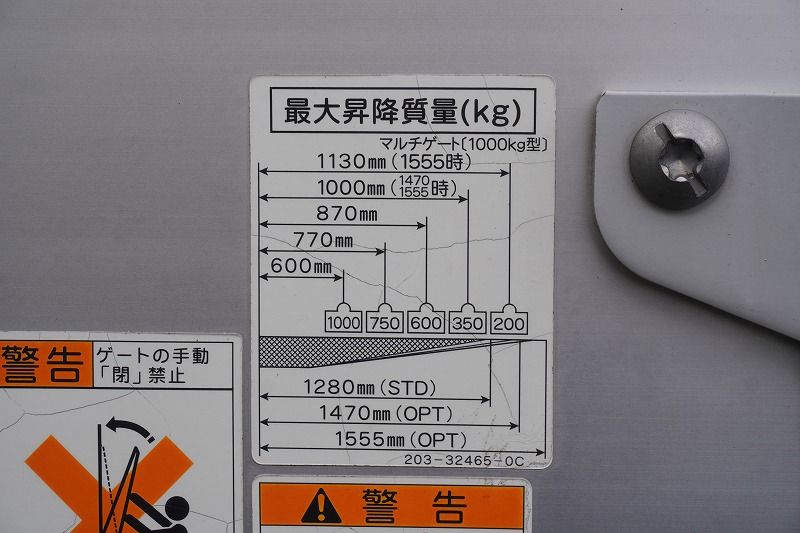 最大昇降質量(kg)
マルチゲート〔1000kg型〕
1130mm(1555時)
1000mm(1470/1555時)
870mm
770mm
600mm
1000 750 600 350 200
1280mm(STD)
1470mm(OPT)
1555mm(OPT)
203-32465-0C
警告
ゲートの手動
「閉」禁止
警告